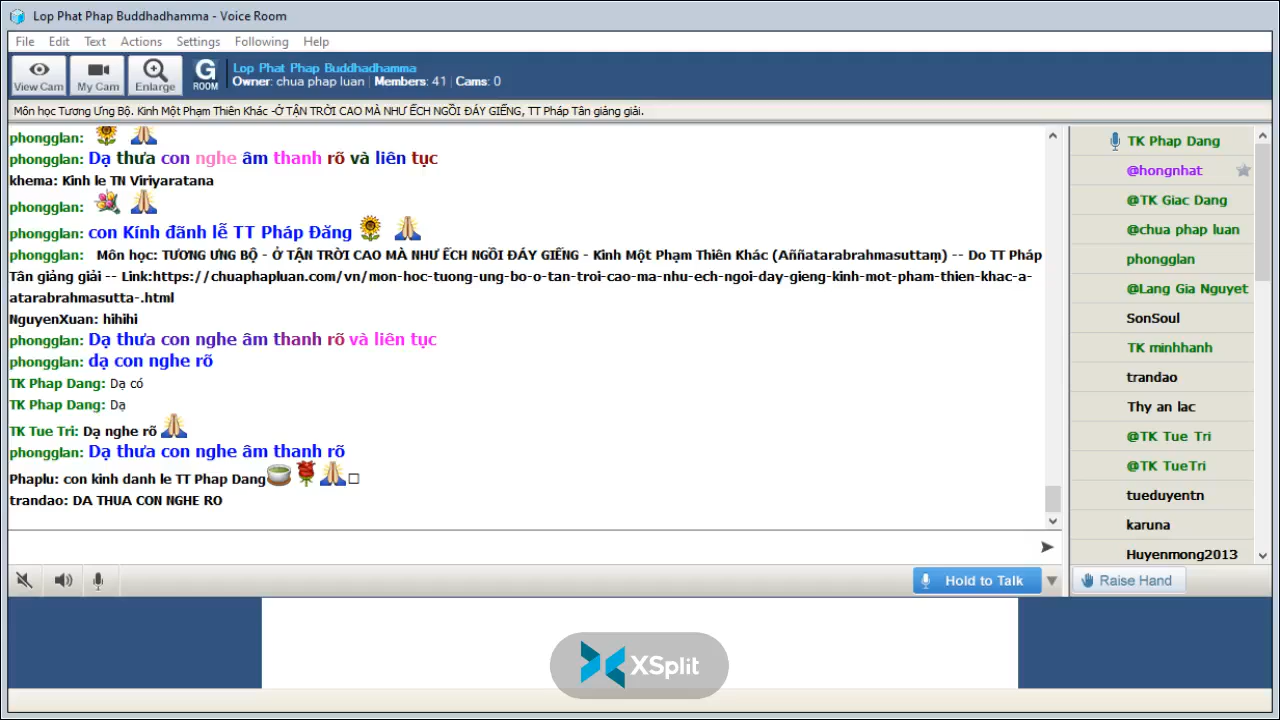 Lop Phat Phap Buddhadhamma - Voice Room
File Edit Text Actions Settings Following Help
View Cam My Cam Enlarge G ROOM
Lop Phat Phap Buddhadhamma
Owner: chua phap luan | Members: 41 | Cams: 0
Môn học Tương Ưng Bộ. Kinh Một Phạm Thiên Khác -Ở TẬN TRỜI CAO MÀ NHƯ ẾCH NGỒI ĐÁY GIẾNG, TT Pháp Tân giảng giải.
phongglan:
phongglan: Dạ thưa con nghe âm thanh rõ và liên tục
khema: Kinh le TN Viriyaratana
phongglan:
phongglan: con Kính đãnh lễ TT Pháp Đăng
phongglan: Môn học: TƯƠNG ƯNG BỘ - Ở TẬN TRỜI CAO MÀ NHƯ ẾCH NGỒI ĐÁY GIẾNG - Kinh Một Phạm Thiên Khác (Aññatarabrahmasuttaṃ) -- Do TT Pháp
Tân giảng giải -- Link:https://chuaphapluan.com/vn/mon-hoc-tuong-ung-bo-o-tan-troi-cao-ma-nhu-ech-ngoi-day-gieng-kinh-mot-pham-thien-khac-a-
atarabrahmasutta-.html
NguyenXuan: hihihi
phongglan: Dạ thưa con nghe âm thanh rõ và liên tục
phongglan: dạ con nghe rõ
TK Phap Dang: Dạ có
TK Phap Dang: Dạ
TK Tue Tri: Dạ nghe rõ
phongglan: Dạ thưa con nghe âm thanh rõ
Phaplu: con kinh danh le TT Phap Dang
trandao: DA THUA CON NGHE RO
TK Phap Dang
@hongnhat
@TK Giac Dang
@chua phap luan
phongglan
@Lang Gia Nguyet
SonSoul
TK minhhanh
trandao
Thy an lac
@TK Tue Tri
@TK TueTri
tueduyentn
karuna
Huyenmong2013
Hold to Talk
Raise Hand
XSplit